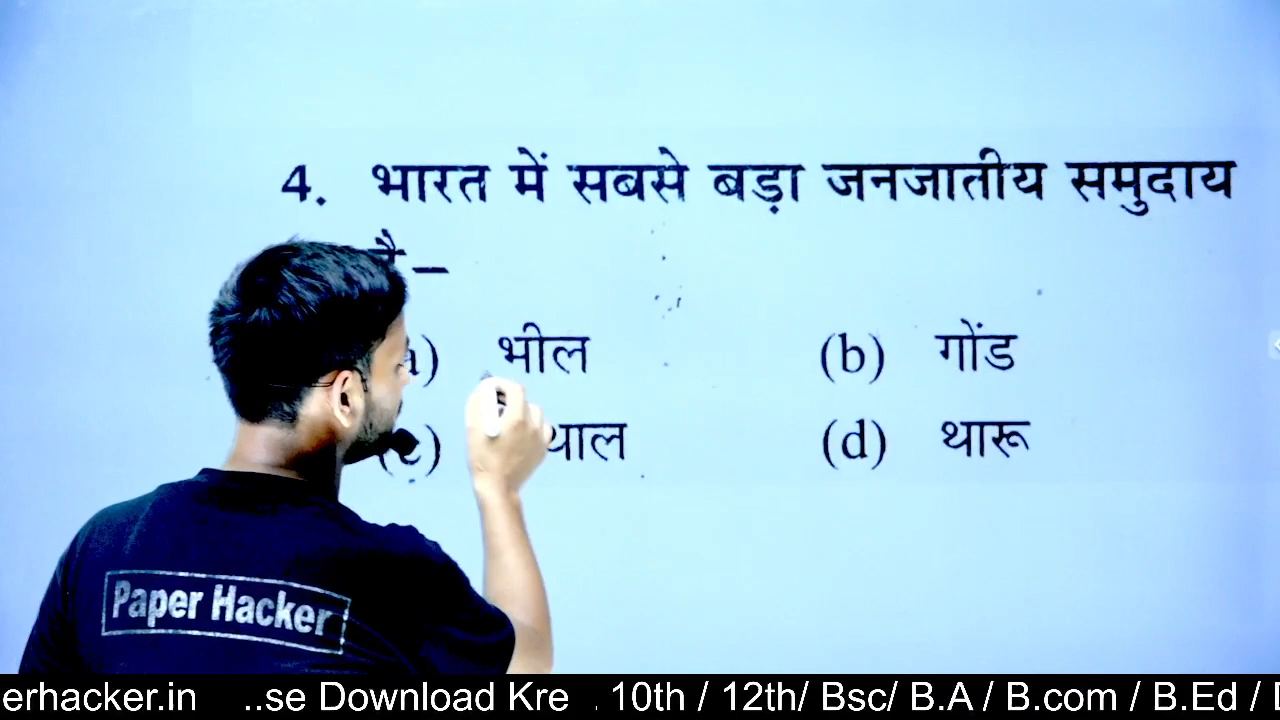 4. भारत में सबसे बड़ा जनजातीय समुदाय
है–
भील
(b) गोंड
(d) थारू
Paper Hacker
erhacker.in ..se Download Kre . 10th / 12th/ Bsc/ B.A / B.com / B.Ed /